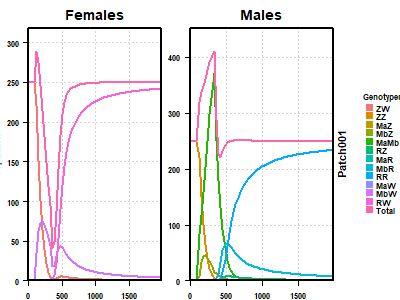 Females
Males
300
250
200
150
100
50
0
0
500
1000
1500
400
300
200
100
0
0
500
1000
1500
Patch001
Genotype
ZW
ZZ
MaZ
MbZ
MaMb
RZ
MaR
MbR
RR
MaW
MbW
RW
Total